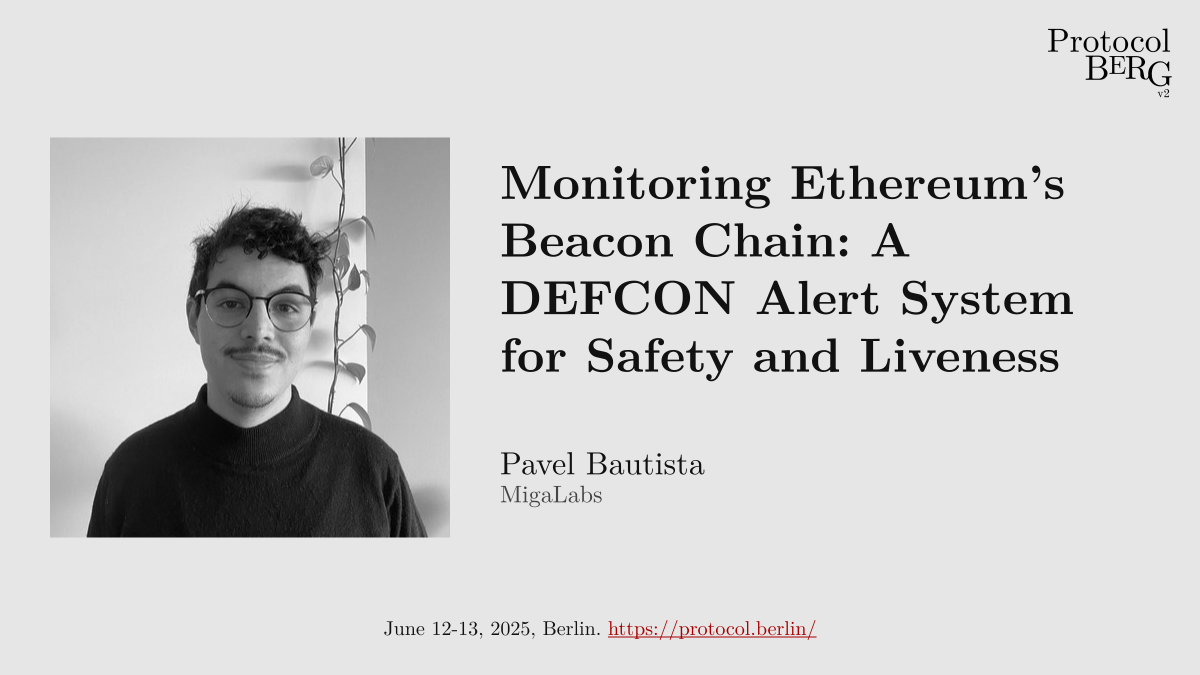 Protocol
BERG
v2
Monitoring Ethereum's
Beacon Chain: A
DEFCON Alert System
for Safety and Liveness
Pavel Bautista
MigaLabs
June 12-13, 2025, Berlin. https://protocol.berlin/